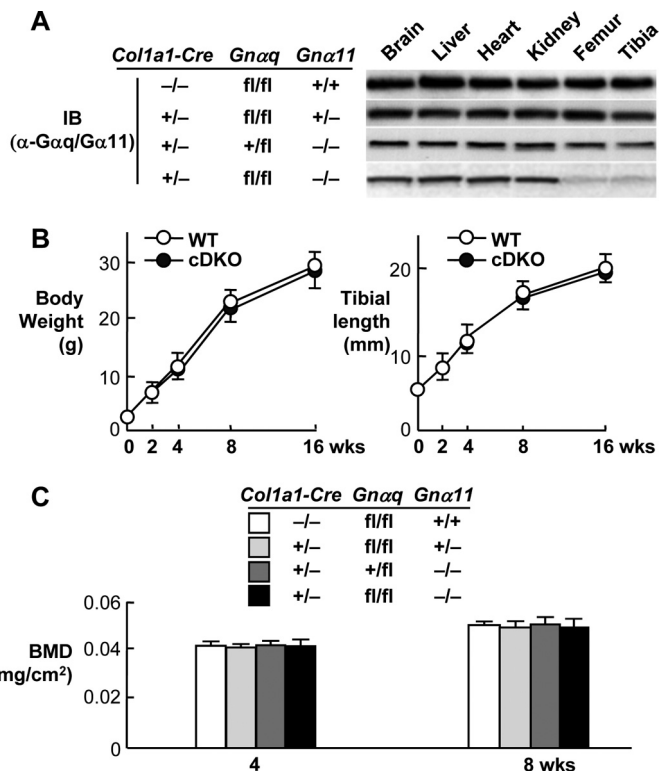 A
Brain Liver Heart Kidney Femur Tibia
Col1a1-Cre Gnαq Gnα11
–/– fl/fl +/+
+/– fl/fl +/–
+/– +/fl –/–
+/– fl/fl –/–
IB
(α-Gαq/Gα11)
B
WT
cDKO
Body
Weight
(g)
30
20
10
0
0 2 4 8 16 wks
WT
cDKO
Tibial
length
(mm)
20
10
0
0 2 4 8 16 wks
C
Col1a1-Cre Gnαq Gnα11
–/– fl/fl +/+
+/– fl/fl +/–
+/– +/fl –/–
+/– fl/fl –/–
BMD
mg/cm²)
0.06
0.04
0.02
0
4 8 wks